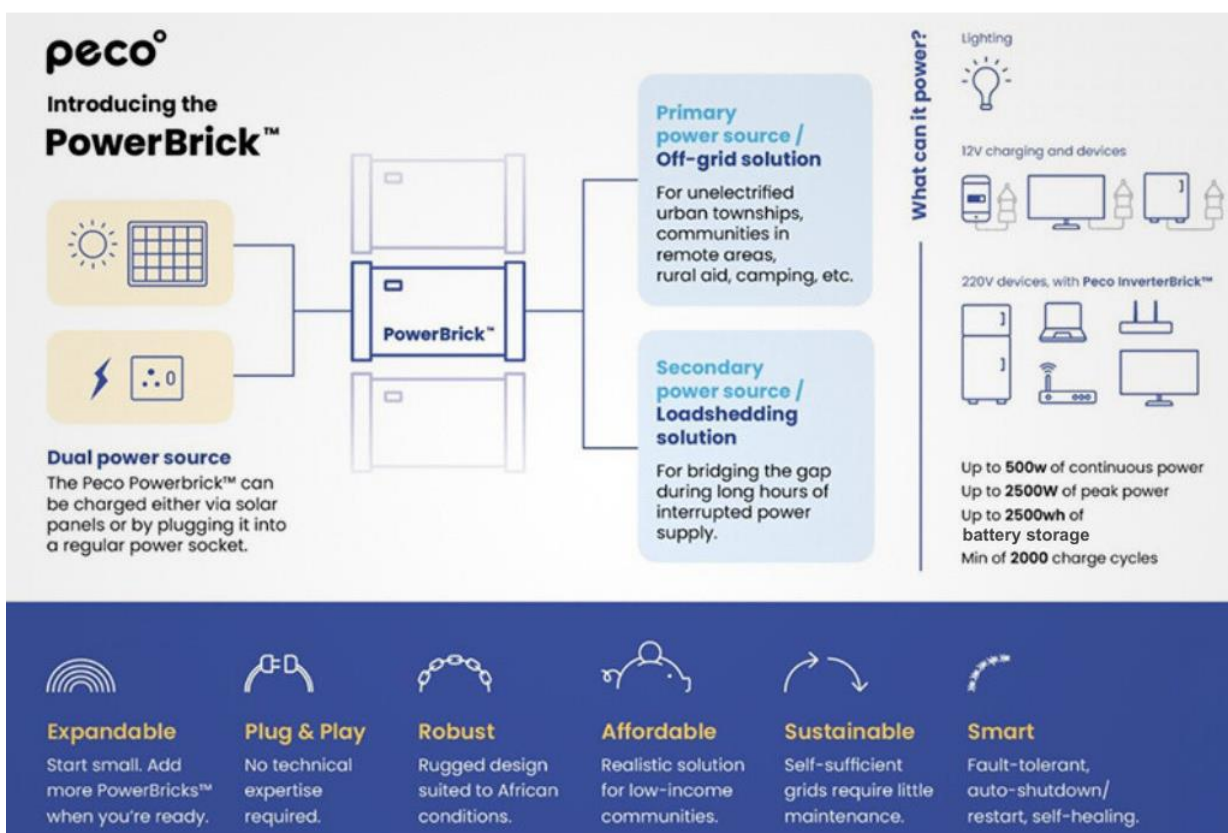 peco°
Introducing the
PowerBrick™
PowerBrick™
Dual power source
The Peco Powerbrick™ can
be charged either via solar
panels or by plugging it into
a regular power socket.
Primary
power source /
Off-grid solution
For unelectrified
urban townships,
communities in
remote areas,
rural aid, camping, etc.
Secondary
power source /
Loadshedding
solution
For bridging the gap
during long hours of
interrupted power
supply.
What can it power?
Lighting
12V charging and devices
220V devices, with Peco InverterBrick™
Up to 500w of continuous power
Up to 2500W of peak power
Up to 2500wh of
battery storage
Min of 2000 charge cycles
Expandable
Start small. Add
more PowerBricks™
when you're ready.
Plug & Play
No technical
expertise
required.
Robust
Rugged design
suited to African
conditions.
Affordable
Realistic solution
for low-income
communities.
Sustainable
Self-sufficient
grids require little
maintenance.
Smart
Fault-tolerant,
auto-shutdown/
restart, self-healing.